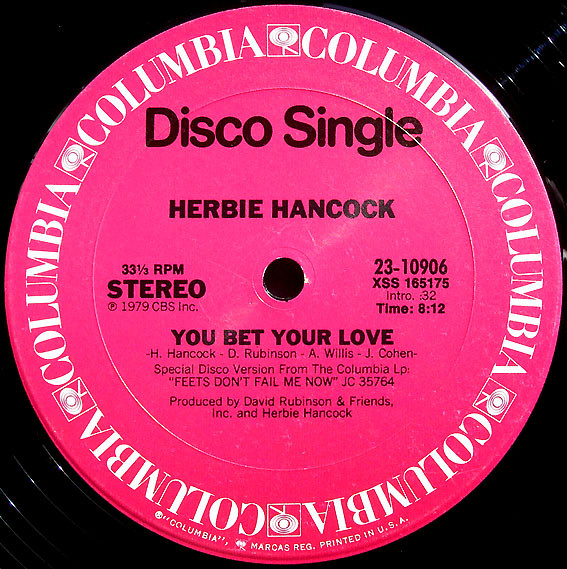 COLUMBIA COLUMBIA COLUMBIA COLUMBIA COLUMBIA COLUMBIA COLUMBIA COLUMBIA
Disco Single
HERBIE HANCOCK
33⅓ RPM
STEREO
℗ 1979 CBS Inc.
23-10906
XSS 165175
Intro. :32
Time: 8:12
YOU BET YOUR LOVE
-H. Hancock - D. Rubinson - A. Willis - J. Cohen-
Special Disco Version From The Columbia Lp:
"FEETS DON'T FAIL ME NOW" JC 35764
Produced by David Rubinson & Friends,
Inc. and Herbie Hancock
®"COLUMBIA", MARCAS REG. PRINTED IN U.S.A.